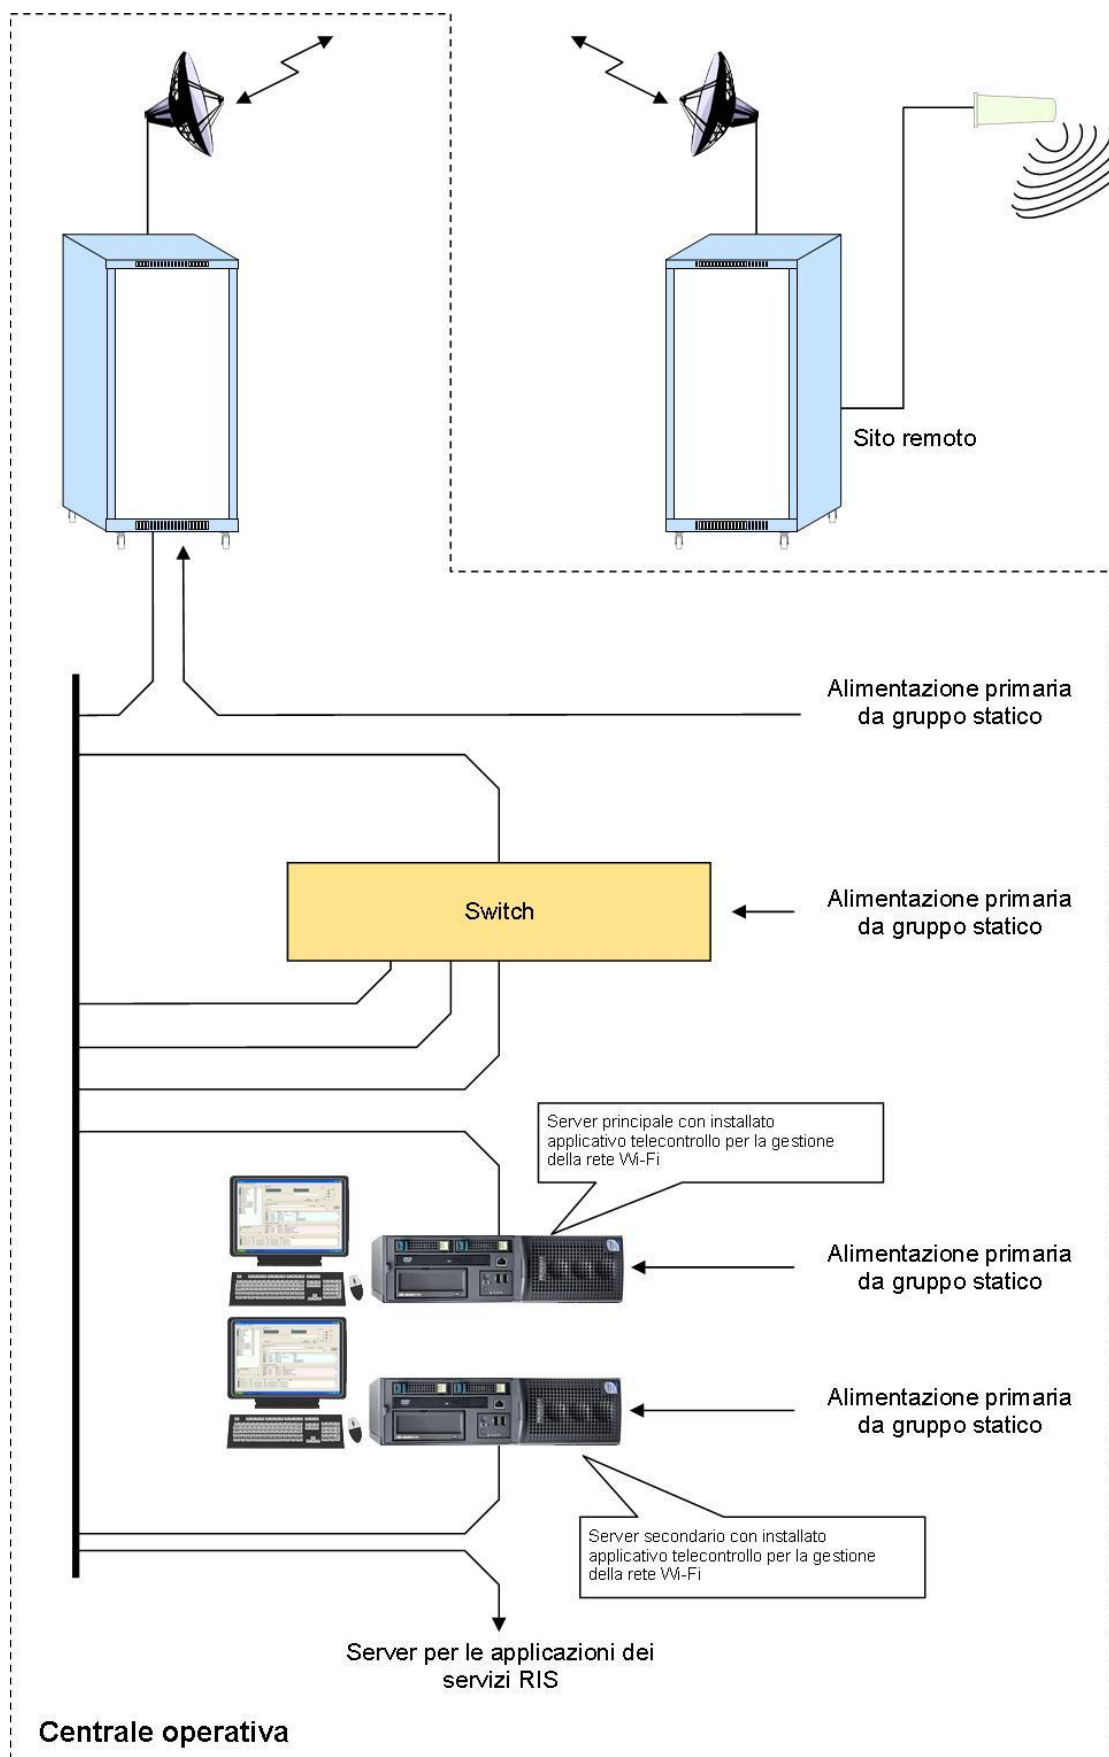 Sito remoto
Alimentazione primaria
da gruppo statico
Switch
Alimentazione primaria
da gruppo statico
Server principale con installato
applicativo telecontrollo per la gestione
della rete Wi-Fi
Alimentazione primaria
da gruppo statico
Alimentazione primaria
da gruppo statico
Server secondario con installato
applicativo telecontrollo per la gestione
della rete Wi-Fi
Server per le applicazioni dei
servizi RIS
Centrale operativa